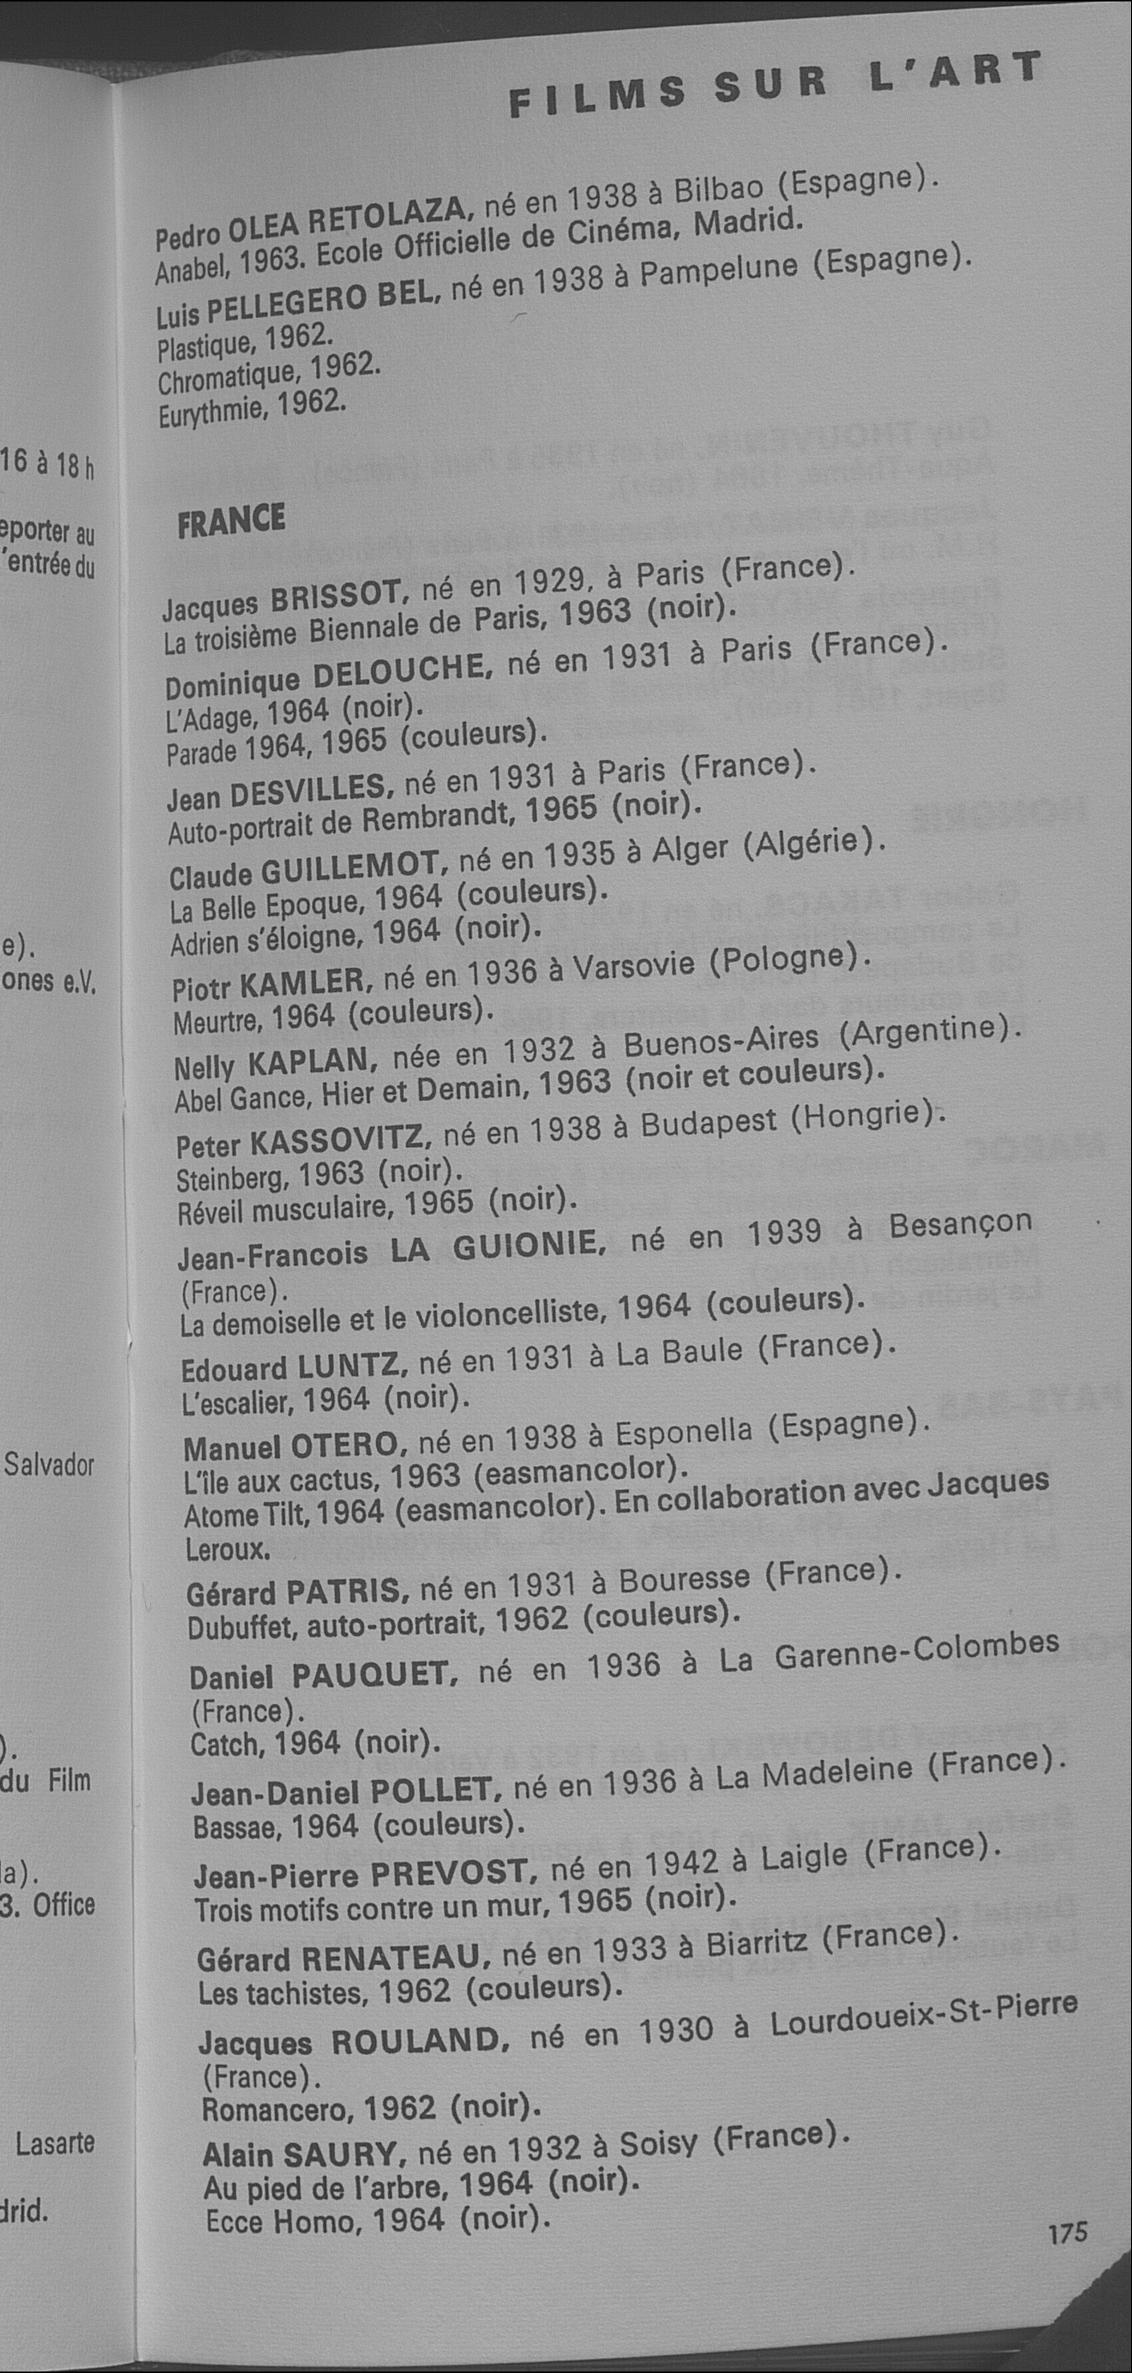 FILMS SUR L'ART
Pedro OLEA RETOLAZA, né en 1938 à Bilbao (Espagne).
Anabel, 1963. Ecole Officielle de Cinéma, Madrid.
Luis PELLEGERO BEL, né en 1938 à Pampelune (Espagne).
Plastique, 1962.
Chromatique, 1962.
Eurythmie, 1962.
FRANCE
Jacques BRISSOT, né en 1929, à Paris (France).
La troisième Biennale de Paris, 1963 (noir).
Dominique DELOUCHE, né en 1931 à Paris (France).
L'Adage, 1964 (noir).
Parade 1964, 1965 (couleurs).
Jean DESVILLES, né en 1931 à Paris (France).
Auto-portrait de Rembrandt, 1965 (noir).
Claude GUILLEMOT, né en 1935 à Alger (Algérie).
La Belle Epoque, 1964 (couleurs).
Adrien s'éloigne, 1964 (noir).
Piotr KAMLER, né en 1936 à Varsovie (Pologne).
Meurtre, 1964 (couleurs).
Nelly KAPLAN, née en 1932 à Buenos-Aires (Argentine).
Abel Gance, Hier et Demain, 1963 (noir et couleurs).
Peter KASSOVITZ, né en 1938 à Budapest (Hongrie).
Steinberg, 1963 (noir).
Réveil musculaire, 1965 (noir).
Jean-Francois LA GUIONIE, né en 1939 à Besançon
(France).
La demoiselle et le violoncelliste, 1964 (couleurs).
Edouard LUNTZ, né en 1931 à La Baule (France).
L'escalier, 1964 (noir).
Manuel OTERO, né en 1938 à Esponella (Espagne).
L'île aux cactus, 1963 (easmancolor).
Atome Tilt, 1964 (easmancolor). En collaboration avec Jacques
Leroux.
Gérard PATRIS, né en 1931 à Bouresse (France).
Dubuffet, auto-portrait, 1962 (couleurs).
Daniel PAUQUET, né en 1936 à La Garenne-Colombes
(France).
Catch, 1964 (noir).
Jean-Daniel POLLET, né en 1936 à La Madeleine (France).
Bassae, 1964 (couleurs).
Jean-Pierre PREVOST, né en 1942 à Laigle (France).
Trois motifs contre un mur, 1965 (noir).
Gérard RENATEAU, né en 1933 à Biarritz (France).
Les tachistes, 1962 (couleurs).
Jacques ROULAND, né en 1930 à Lourdoueix-St-Pierre
(France).
Romancero, 1962 (noir).
Alain SAURY, né en 1932 à Soisy (France).
Au pied de l'arbre, 1964 (noir).
Ecce Homo, 1964 (noir).
175
16 à 18 h
eporter au
'entrée du
e).
ones e.V.
Salvador
).
du Film
la).
3. Office
Lasarte
drid.